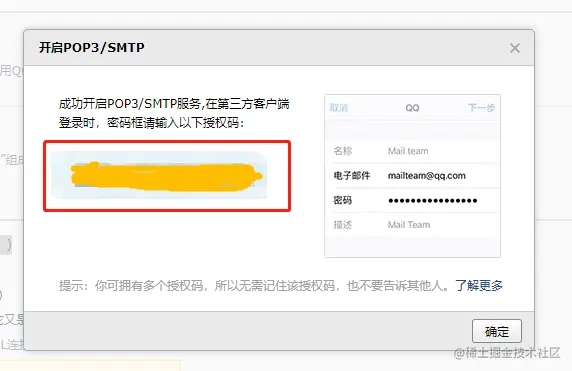 开启POP3/SMTP
用Q
成功开启POP3/SMTP服务,在第三方客户端
登录时，密码框请输入以下授权码：
取消 QQ 下一步
名称 Mail team
电子邮件 mailteam@qq.com
密码 ●●●●●●●●●●●●●●●●
描述 Mail Team
"组成
)
)
它又是
L连接
提示：你可拥有多个授权码，所以无需记住该授权码，也不要告诉其他人。了解更多
确定
@稀土掘金技术社区